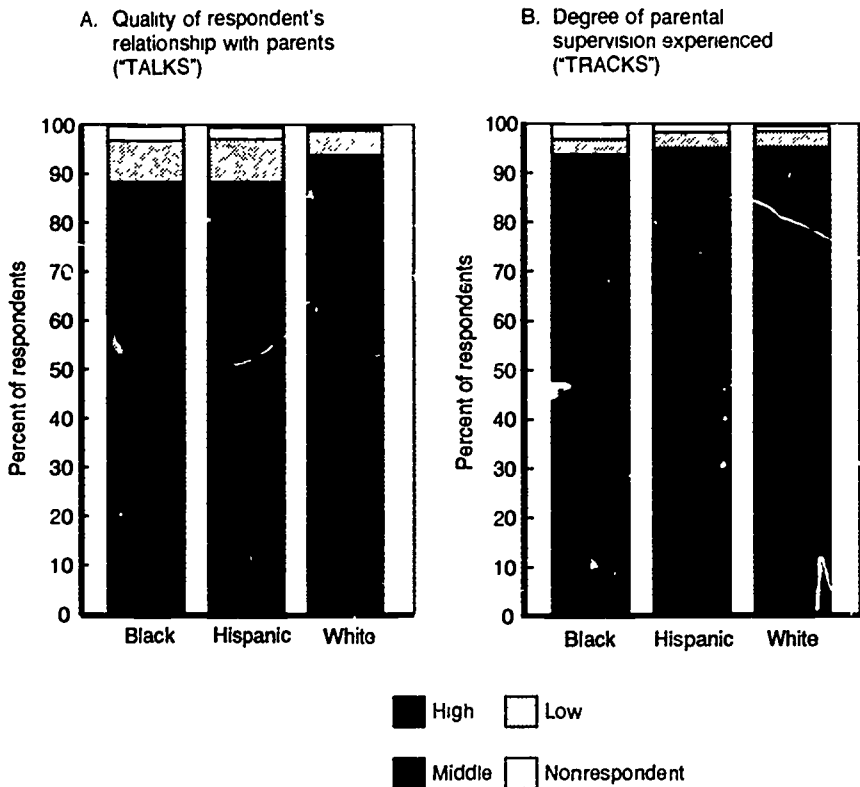 A. Quality of respondent's
relationship with parents
("TALKS")
B. Degree of parental
supervision experienced
("TRACKS")
Percent of respondents
100
90
80
70
60
50
40
30
20
10
0
Black Hispanic White
Percent of respondents
100
90
80
70
60
50
40
30
20
10
0
Black Hispanic White
High Low
Middle Nonrespondent